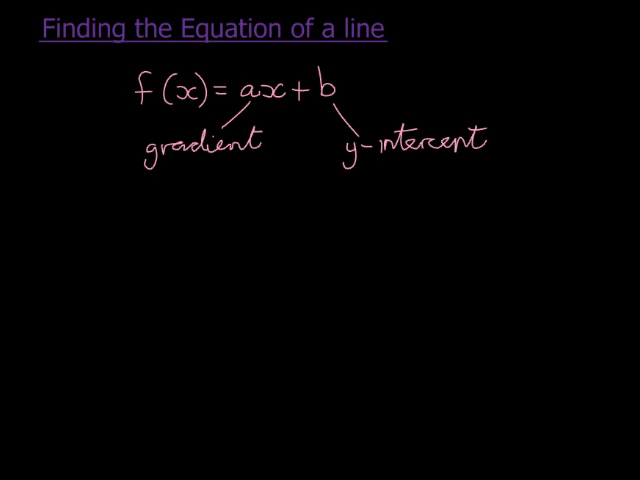 Finding the Equation of a line
f(x) = ax + b
gradient y-intercept